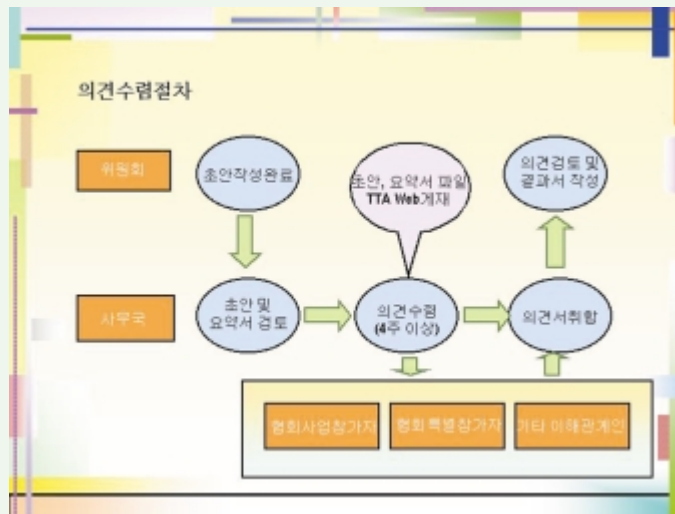 의견수렴절차
위원회
초안작성완료
초안, 요약서 파일
TTA Web게재
의견검토 및
결과서 작성
사무국
초안 및
요약서 검토
의견수렴
(4주 이상)
의견서취합
협회사업참가자
협회특별참가자
기타 이해관계인